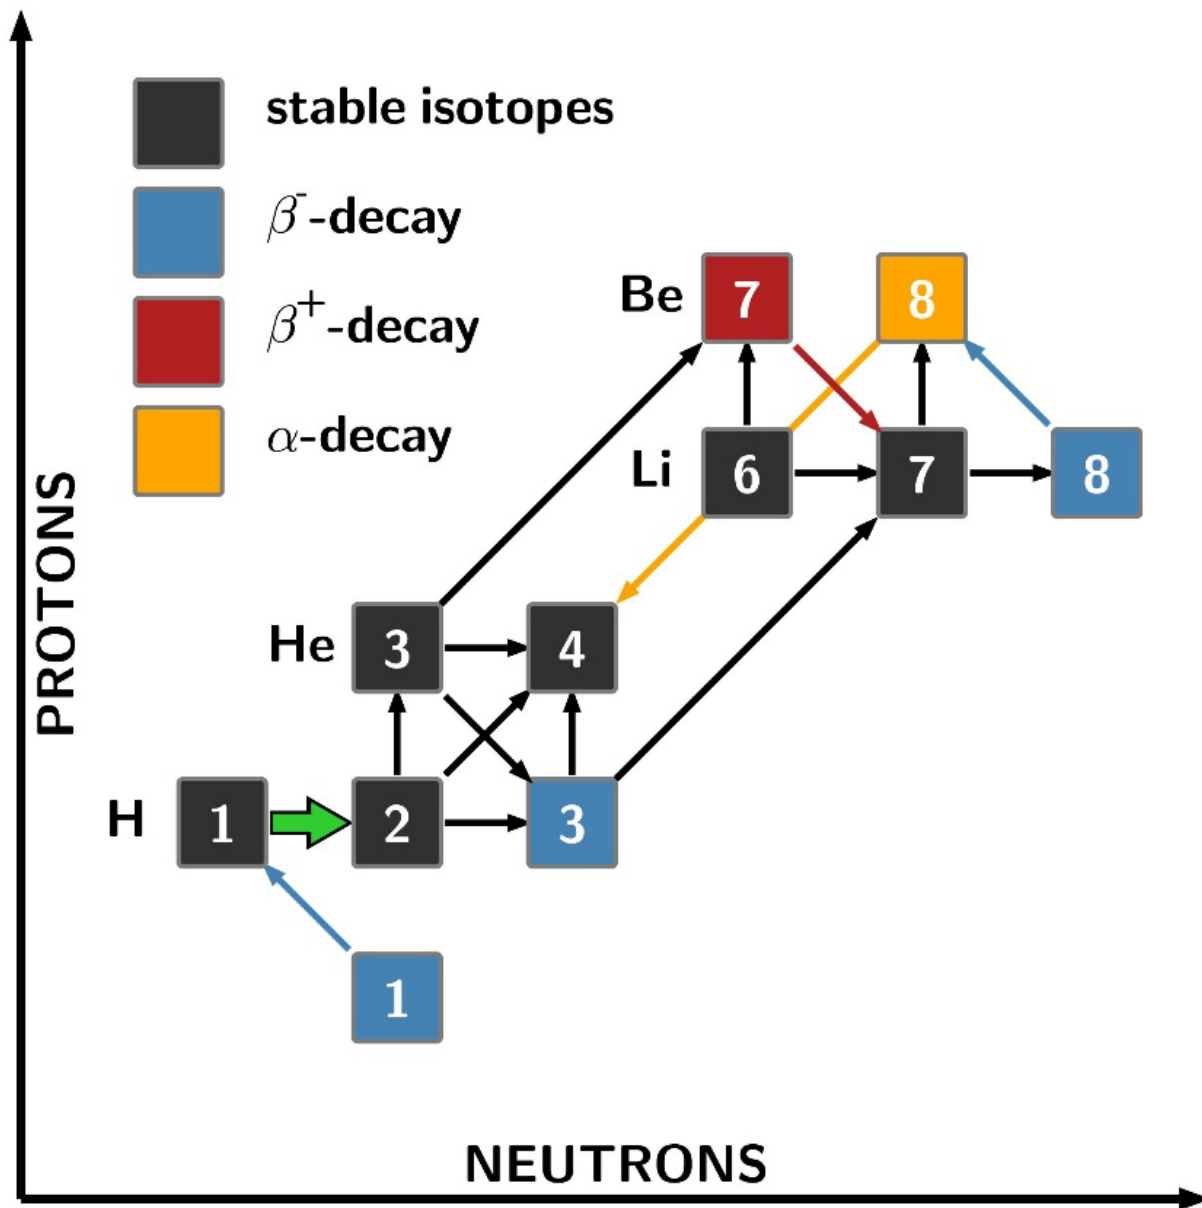 stable isotopes
β⁻-decay
β⁺-decay
α-decay
Be 7 8
Li 6 7 8
He 3 4
H 1 2 3
1
PROTONS
NEUTRONS